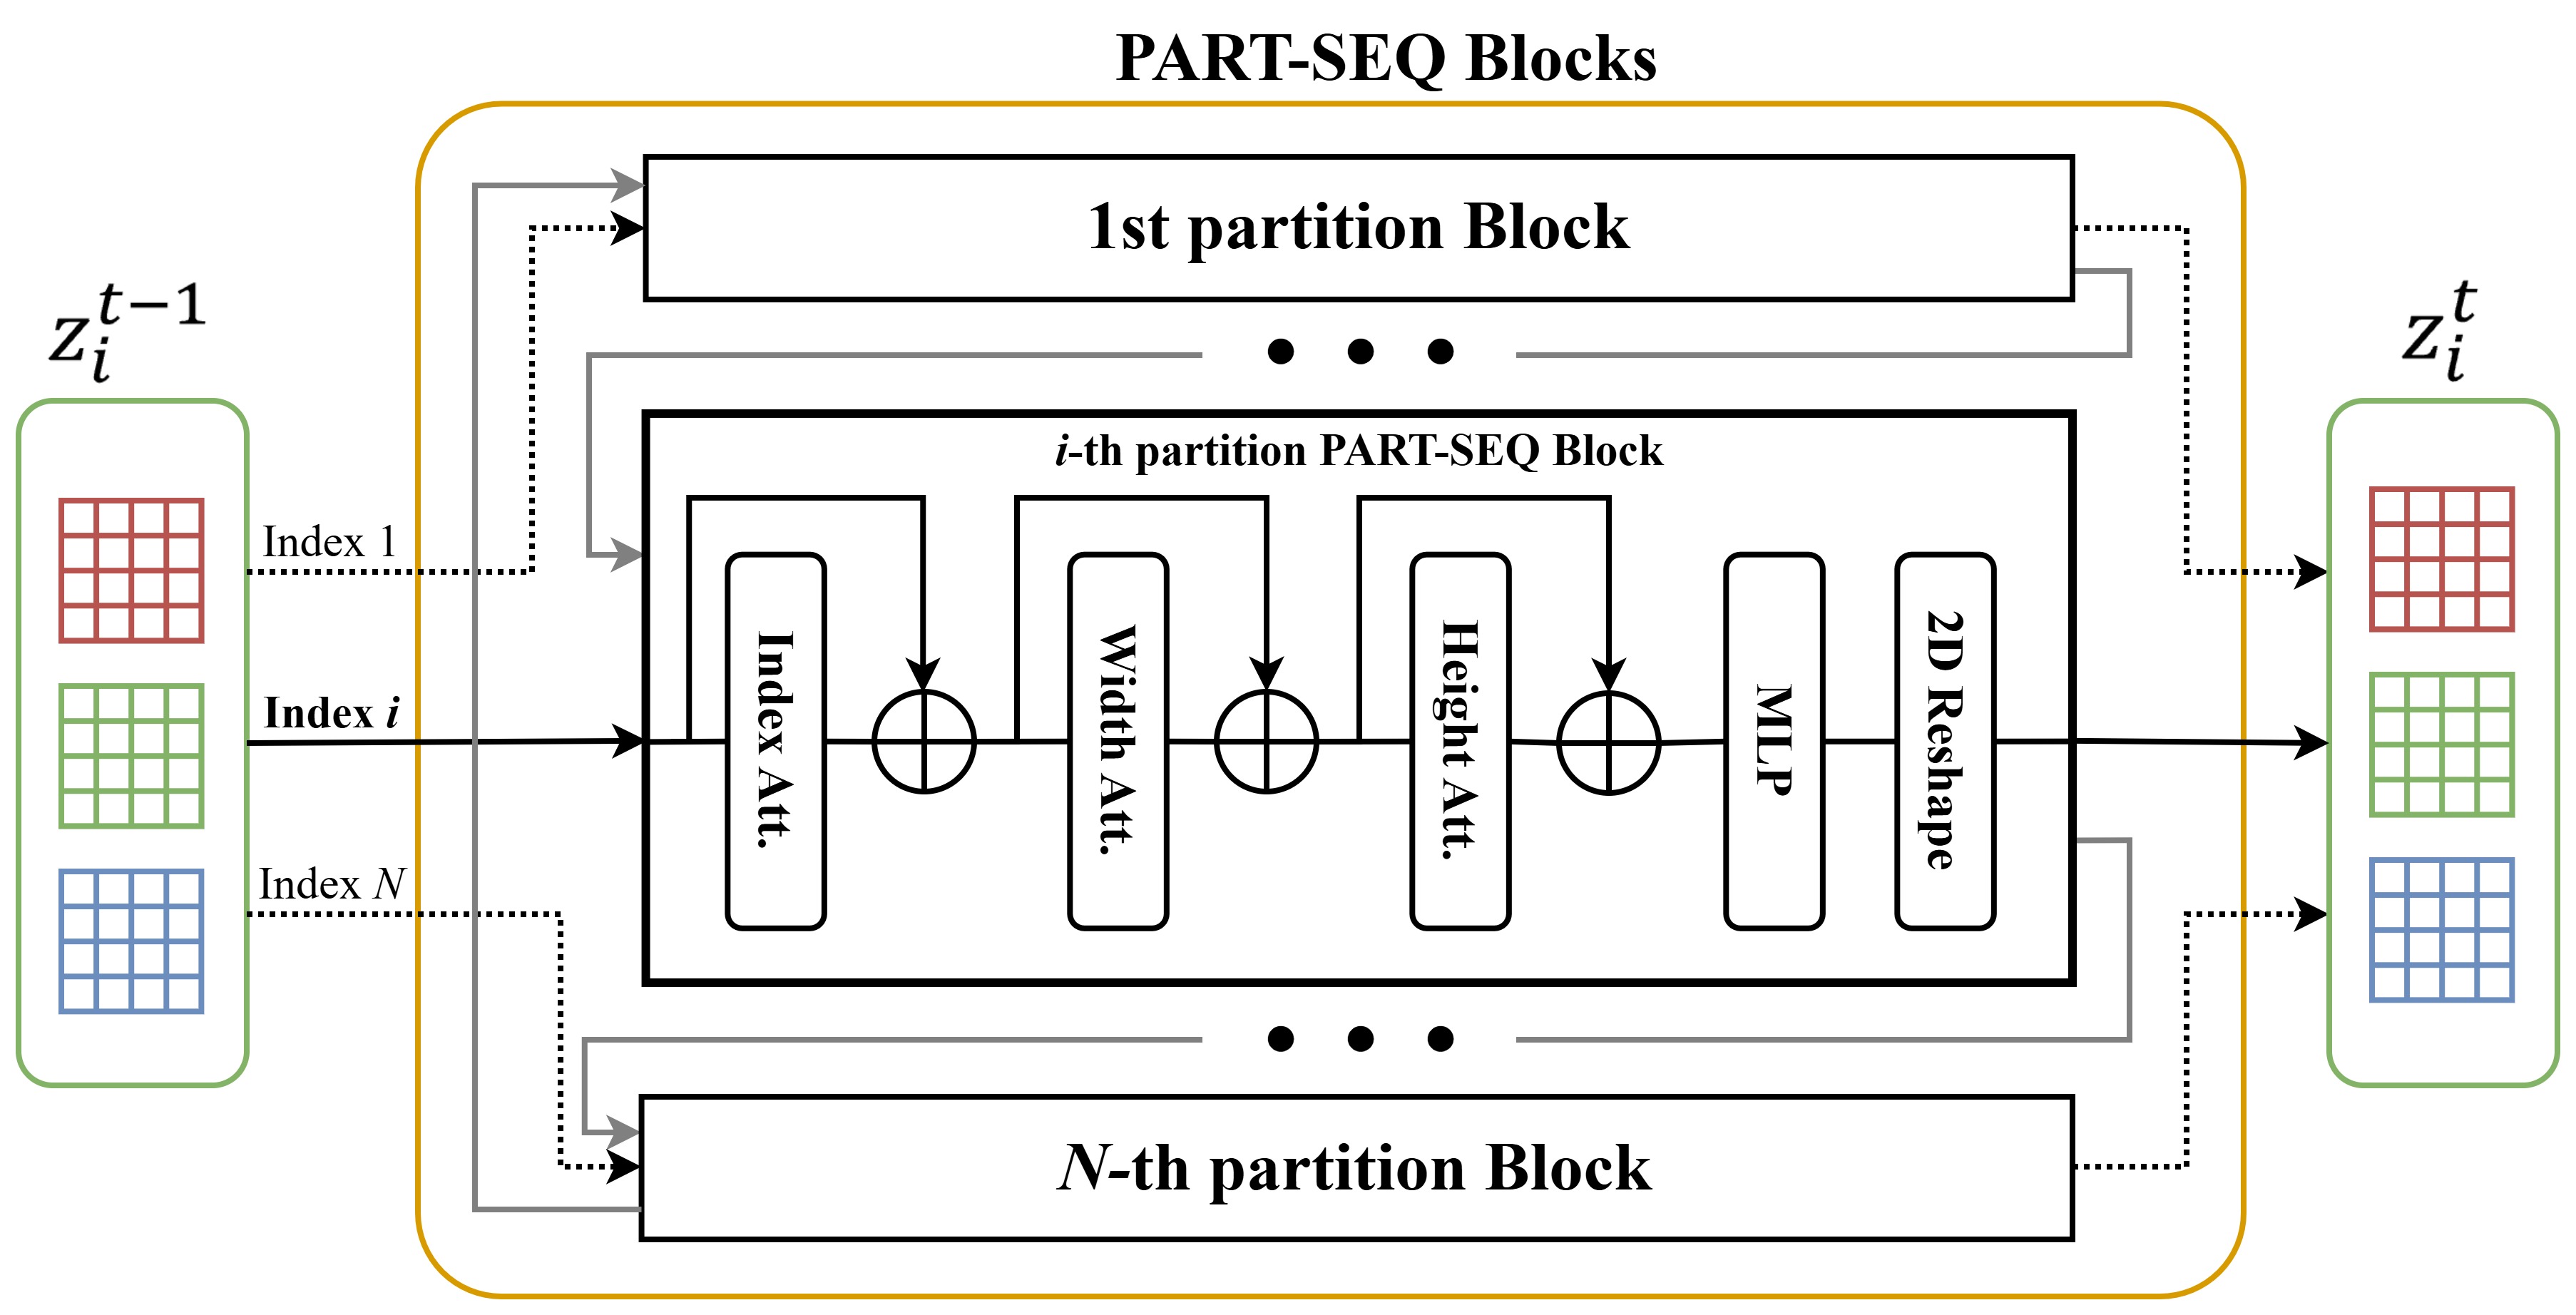 PART-SEQ Blocks
1st partition Block
z_i^{t-1}
z_i^t
i-th partition PART-SEQ Block
Index 1
Index i
Index N
Index Att.
Width Att.
Height Att.
MLP
2D Reshape
N-th partition Block